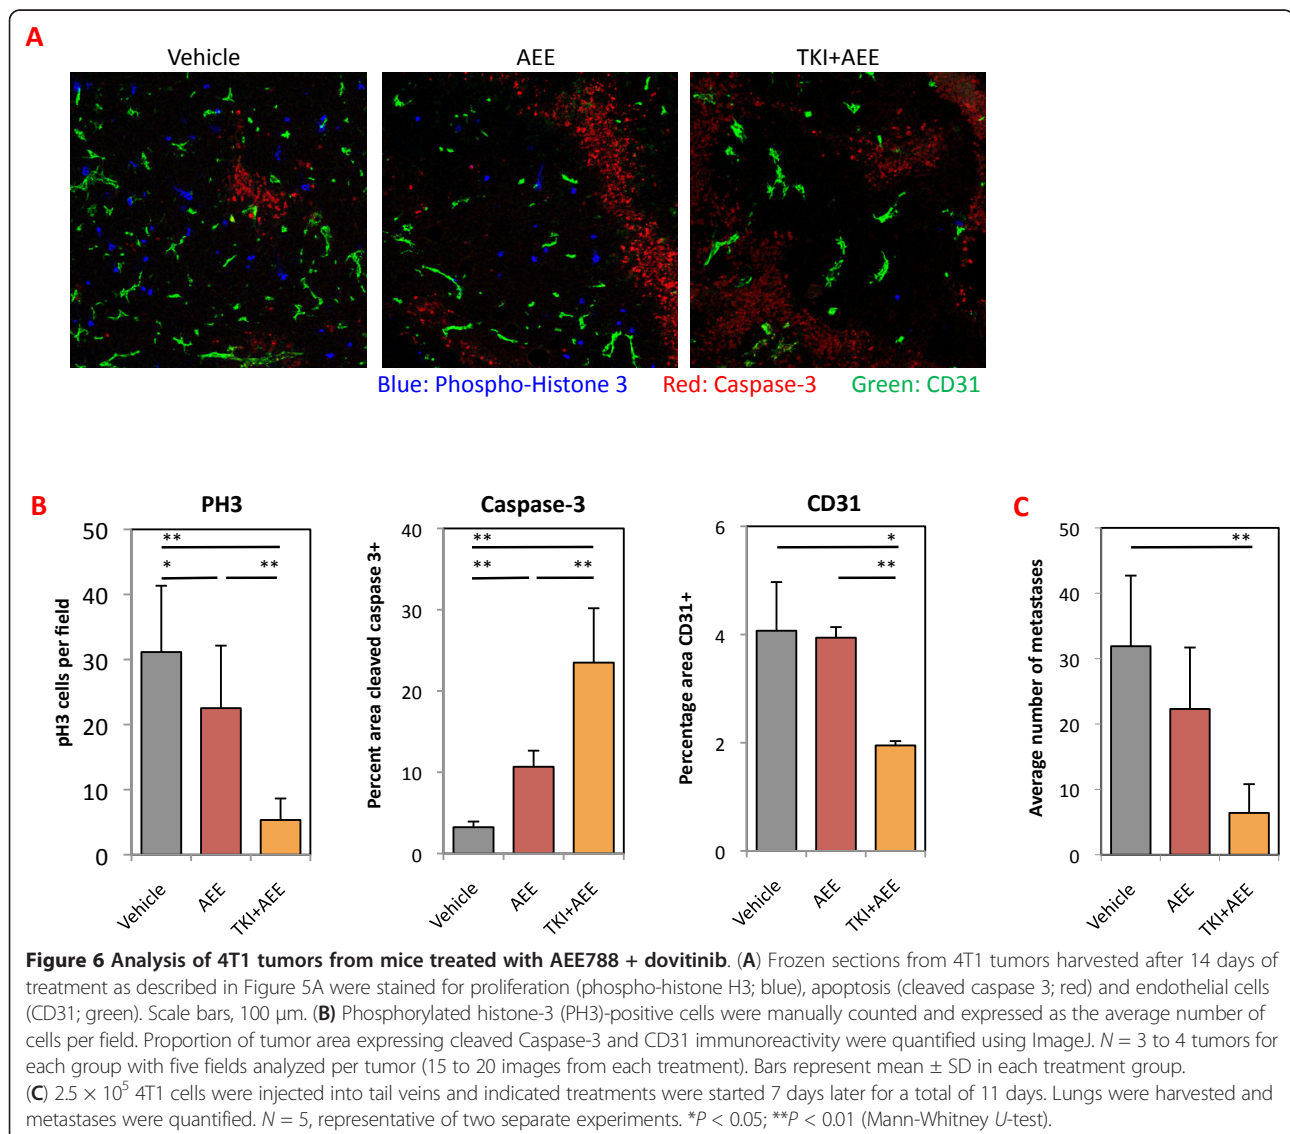 A
Vehicle
AEE
TKI+AEE
Blue: Phospho-Histone 3 Red: Caspase-3 Green: CD31
B
PH3
pH3 cells per field
50
40
30
20
10
0
**
*
**
Vehicle
AEE
TKI+AEE
Caspase-3
Percent area cleaved caspase 3+
40
30
20
10
0
**
**
**
Vehicle
AEE
TKI+AEE
CD31
Percentage area CD31+
6
4
2
0
*
**
Vehicle
AEE
TKI+AEE
C
Average number of metastases
50
40
30
20
10
0
**
Vehicle
AEE
TKI+AEE
Figure 6 Analysis of 4T1 tumors from mice treated with AEE788 + dovitinib. (A) Frozen sections from 4T1 tumors harvested after 14 days of
treatment as described in Figure 5A were stained for proliferation (phospho-histone H3; blue), apoptosis (cleaved caspase 3; red) and endothelial cells
(CD31; green). Scale bars, 100 μm. (B) Phosphorylated histone-3 (PH3)-positive cells were manually counted and expressed as the average number of
cells per field. Proportion of tumor area expressing cleaved Caspase-3 and CD31 immunoreactivity were quantified using ImageJ. N = 3 to 4 tumors for
each group with five fields analyzed per tumor (15 to 20 images from each treatment). Bars represent mean ± SD in each treatment group.
(C) 2.5 × 10⁵ 4T1 cells were injected into tail veins and indicated treatments were started 7 days later for a total of 11 days. Lungs were harvested and
metastases were quantified. N = 5, representative of two separate experiments. *P < 0.05; **P < 0.01 (Mann-Whitney U-test).